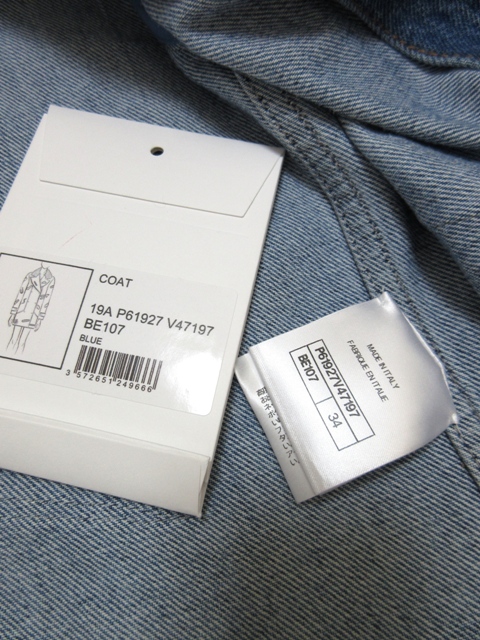 COAT
19A P61927 V47197
BE107
BLUE
3 572651 249666
MADE IN ITALY
FABRIQUE EN ITALIE
P61927V47197
BE107
34